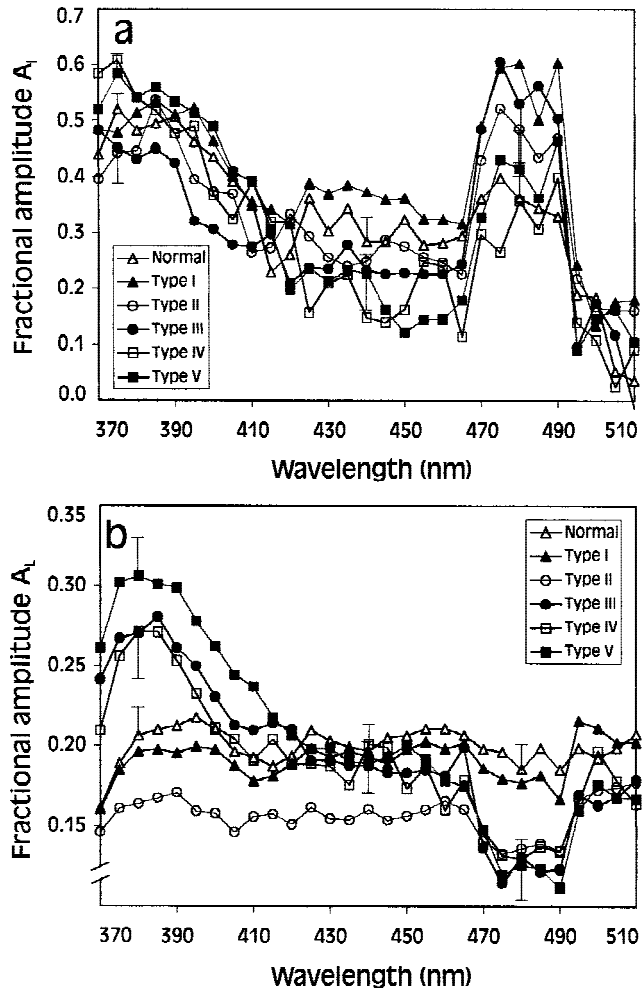 a
Fractional amplitude Aᵢ
0.7
0.6
0.5
0.4
0.3
0.2
0.1
0.0
Normal
Type I
Type II
Type III
Type IV
Type V
370 390 410 430 450 470 490 510
Wavelength (nm)
b
Fractional amplitude A_L
0.35
0.30
0.25
0.20
0.15
Normal
Type I
Type II
Type III
Type IV
Type V
370 390 410 430 450 470 490 510
Wavelength (nm)